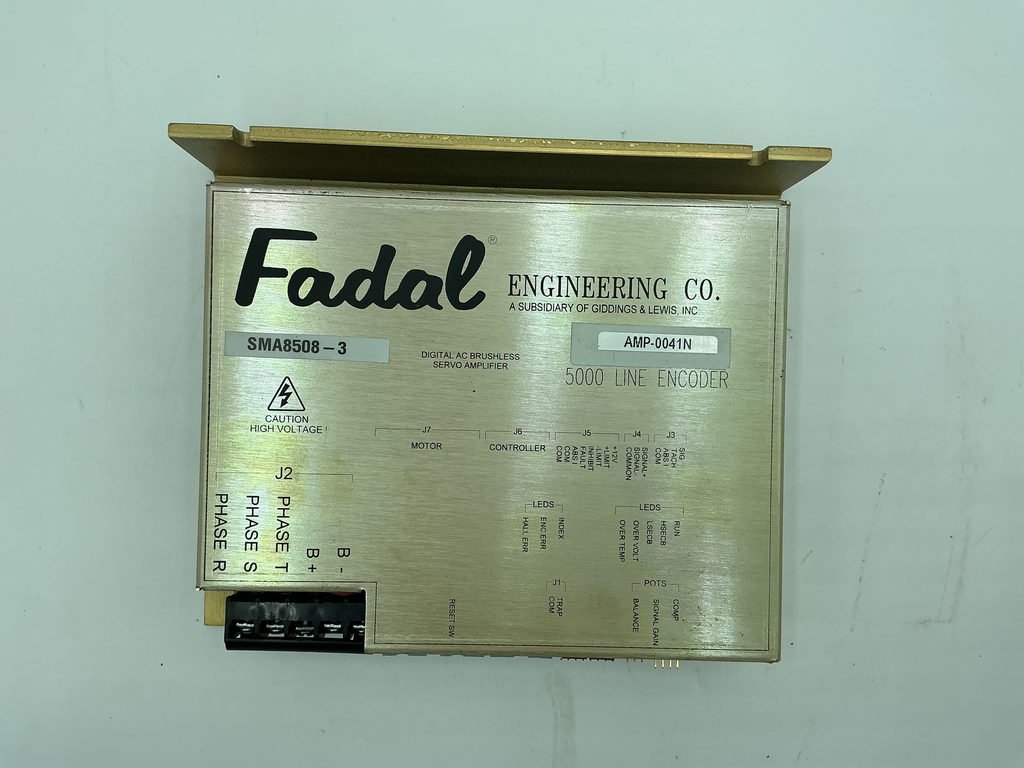 Fadal ®
ENGINEERING CO.
A SUBSIDIARY OF GIDDINGS & LEWIS, INC
SMA8508-3
DIGITAL AC BRUSHLESS
SERVO AMPLIFIER
AMP-0041N
5000 LINE ENCODER
CAUTION
HIGH VOLTAGE !
J7
MOTOR
J6
CONTROLLER
J5
+12V
+LIMIT
-LIMIT
INHIBIT
FAULT
ABS I
COM
COM
J4
SIGNAL+
SIGNAL-
COMMON
J3
SIG
TACH
ABS I
COM
J2
PHASE R
PHASE S
PHASE T
B+
B-
LEDS
INDEX
ENC ERR
HALL ERR
LEDS
RUN
HSECB
LSECB
OVER VOLT
OVER TEMP
RESET SW
J1
TRAP
COM
POTS
COMP
SIGNAL GAIN
BALANCE